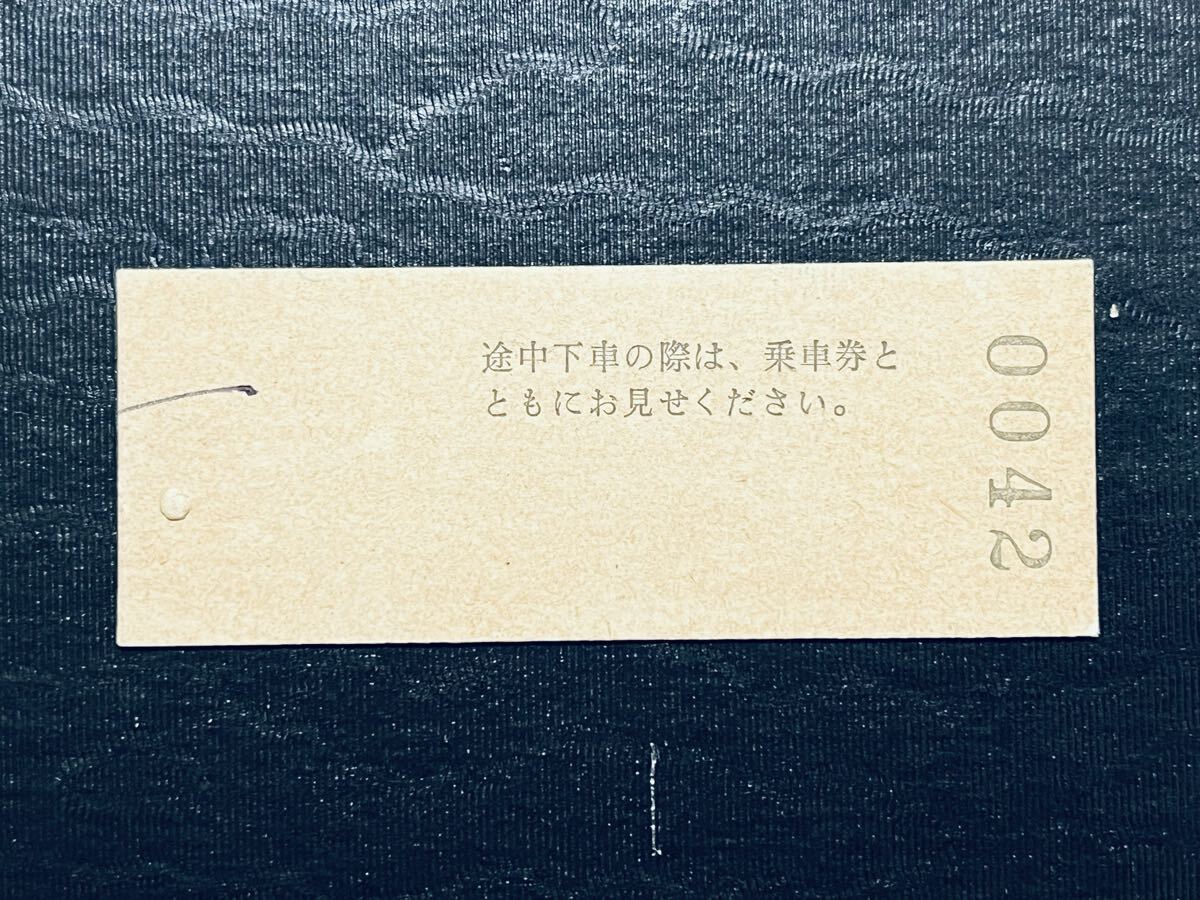 途中下車の際は、乗車券と
ともにお見せください。
0042